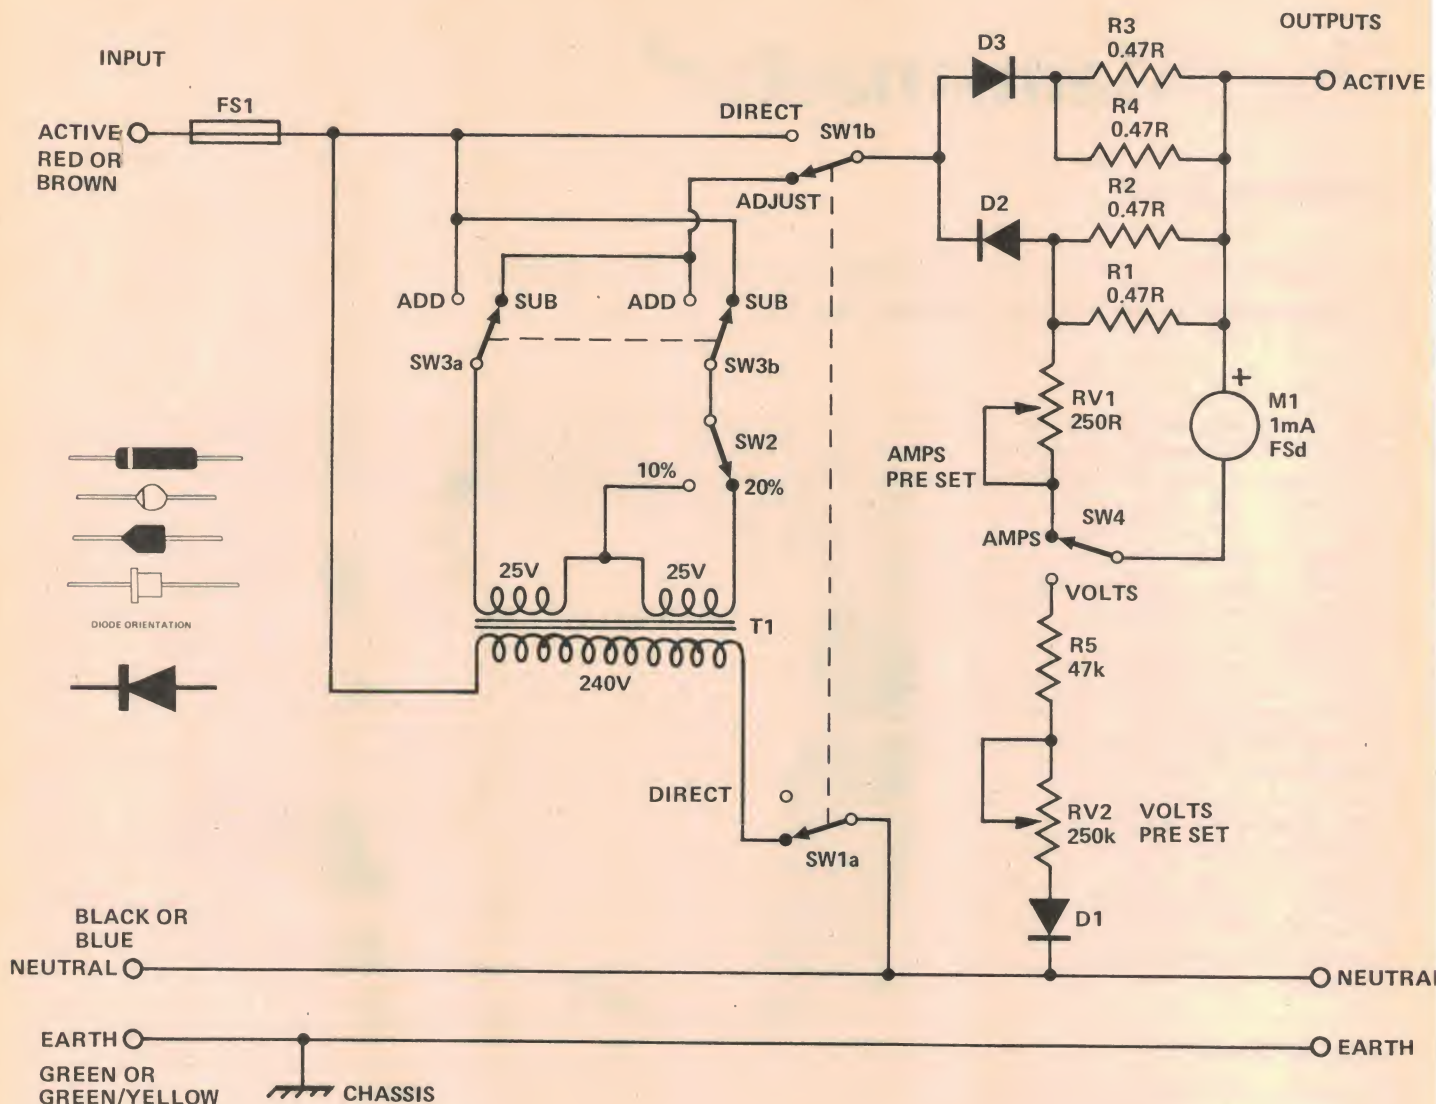 OUTPUTS
INPUT
ACTIVE
RED OR
BROWN
FS1
DIRECT
SW1b
ADJUST
D3
R3
0.47R
ACTIVE
R4
0.47R
D2
R2
0.47R
R1
0.47R
ADD
SUB
ADD
SUB
SW3a
SW3b
SW2
10%
20%
RV1
250R
AMPS
PRE SET
+
M1
1mA
FSd
SW4
AMPS
VOLTS
25V
25V
T1
240V
DIODE ORIENTATION
R5
47k
DIRECT
SW1a
RV2
250k
VOLTS
PRE SET
D1
BLACK OR
BLUE
NEUTRAL
NEUTRAL
EARTH
EARTH
GREEN OR
GREEN/YELLOW
CHASSIS